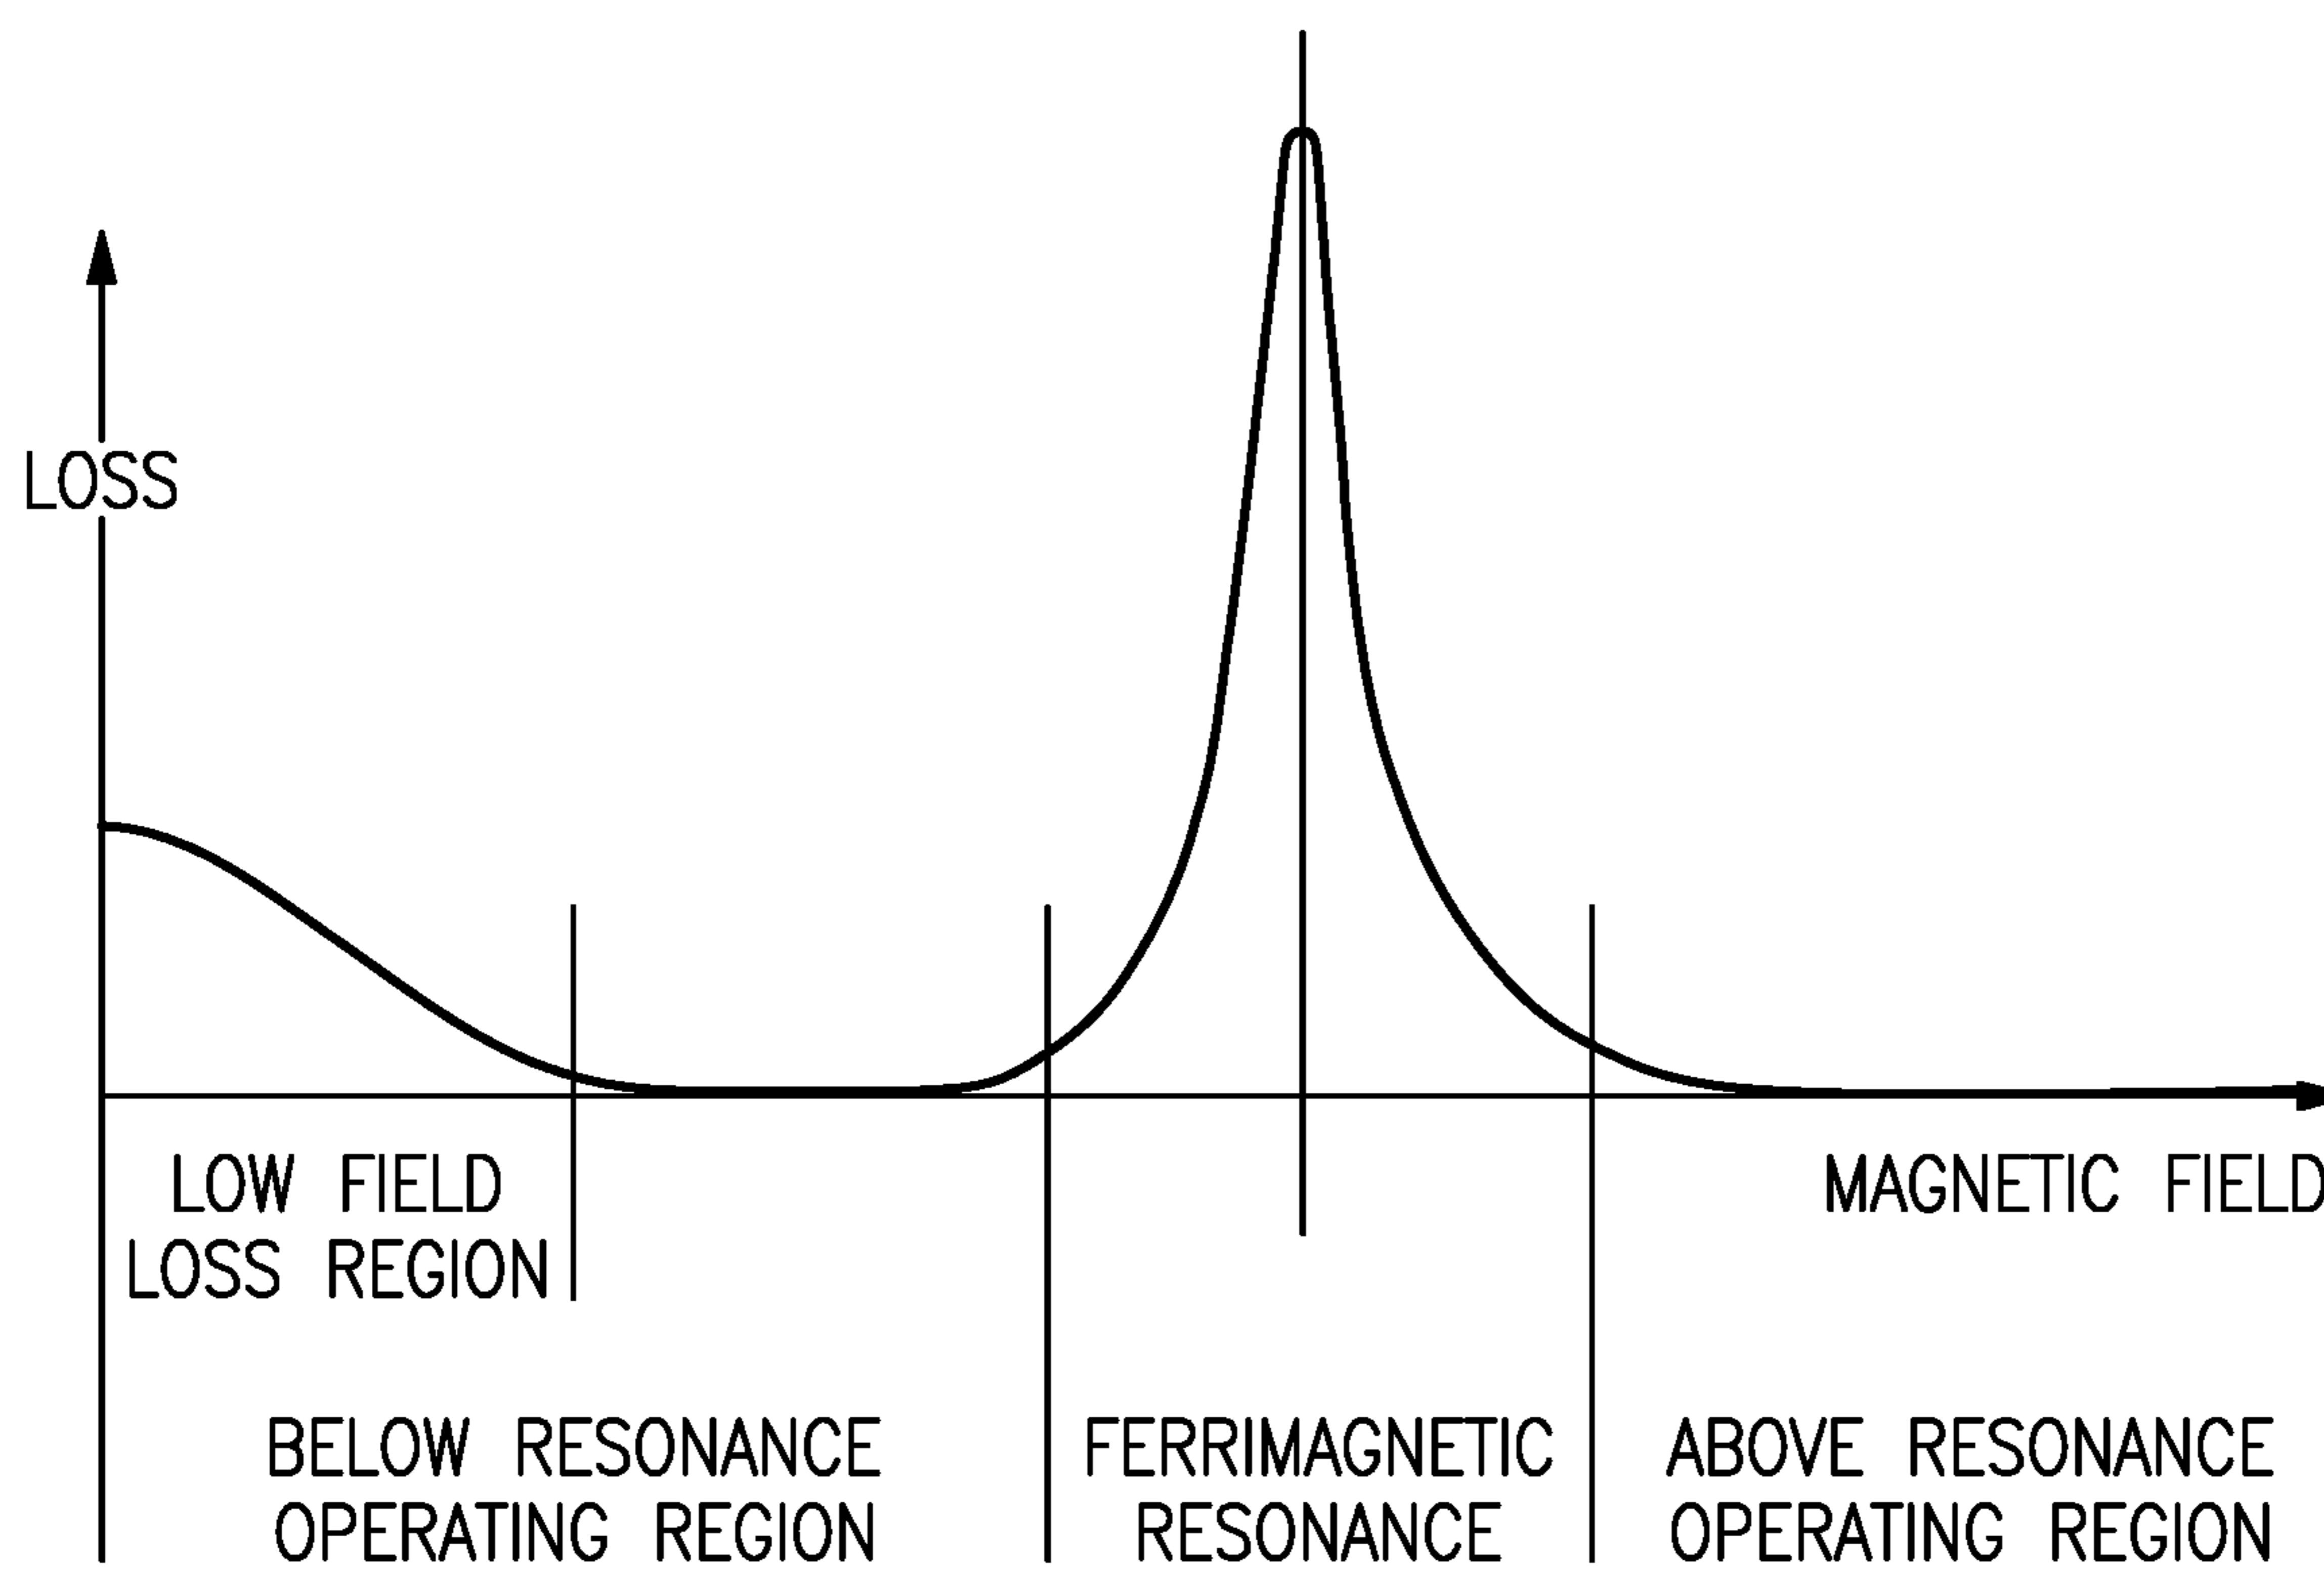 LOSS
LOW FIELD
LOSS REGION
MAGNETIC FIELD
BELOW RESONANCE
OPERATING REGION
FERRIMAGNETIC
RESONANCE
ABOVE RESONANCE
OPERATING REGION